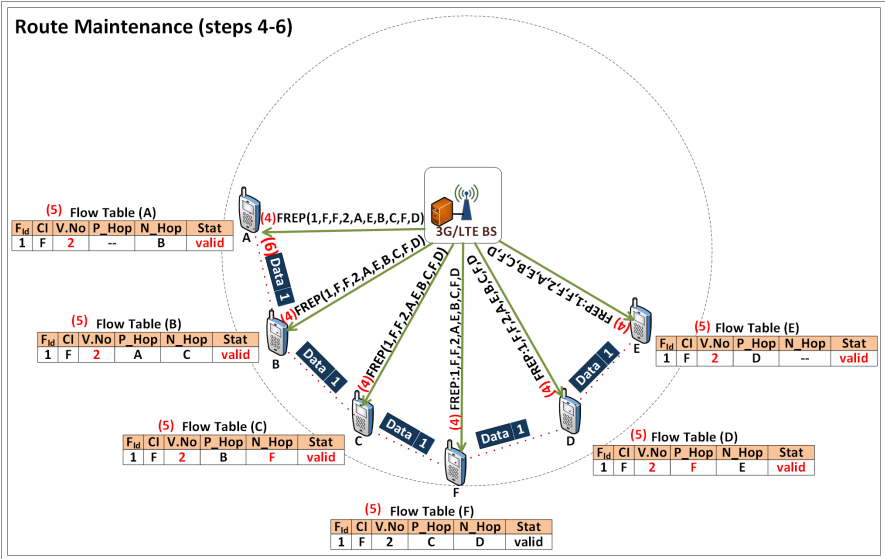 Route Maintenance (steps 4-6)
3G/LTE BS
(4)FREP(1,F,F,2,A,E,B,C,F,D)
(4)FREP(1,F,F,2,A,E,B,C,F,D)
(4)FREP(1,F,F,2,A,E,B,C,F,D)
(4) FREP:1,F,F,2,A,E,B,C,F,D
(4) FREP:1,F,F,2,A,E,B,C,F,D
(4) FREP:1,F,F,2,A,E,B,C,F,D
(5) Flow Table (A)
FId CI V.No P_Hop N_Hop Stat
1 F 2 -- B valid
A
(6)
Data 1
(5) Flow Table (B)
FId CI V.No P_Hop N_Hop Stat
1 F 2 A C valid
B
Data 1
(5) Flow Table (E)
FId CI V.No P_Hop N_Hop Stat
1 F 2 D -- valid
E
Data 1
(5) Flow Table (C)
FId CI V.No P_Hop N_Hop Stat
1 F 2 B F valid
C
Data 1
Data 1
D
(5) Flow Table (D)
FId CI V.No P_Hop N_Hop Stat
1 F 2 F E valid
F
(5) Flow Table (F)
FId CI V.No P_Hop N_Hop Stat
1 F 2 C D valid